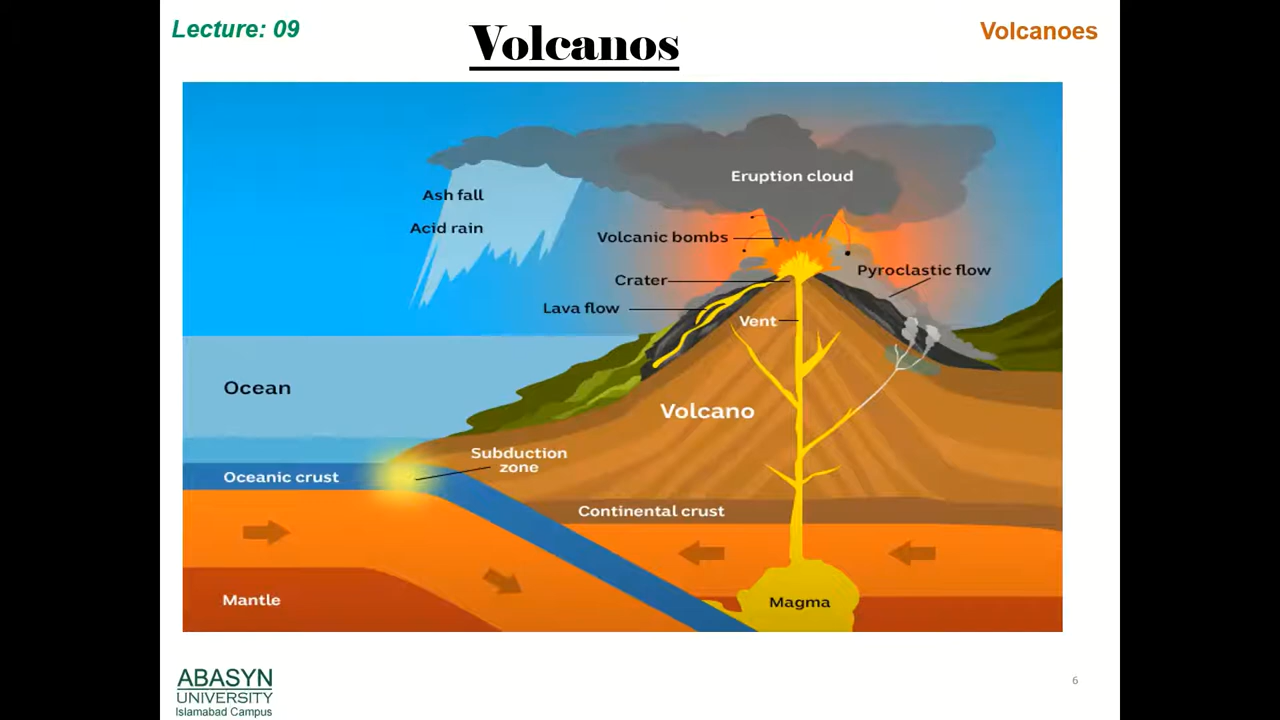 Lecture: 09
Volcanos
Volcanoes
Eruption cloud
Ash fall
Acid rain
Volcanic bombs
Pyroclastic flow
Crater
Lava flow
Vent
Ocean
Volcano
Subduction
zone
Oceanic crust
Continental crust
Mantle
Magma
ABASYN
UNIVERSITY
Islamabad Campus
6